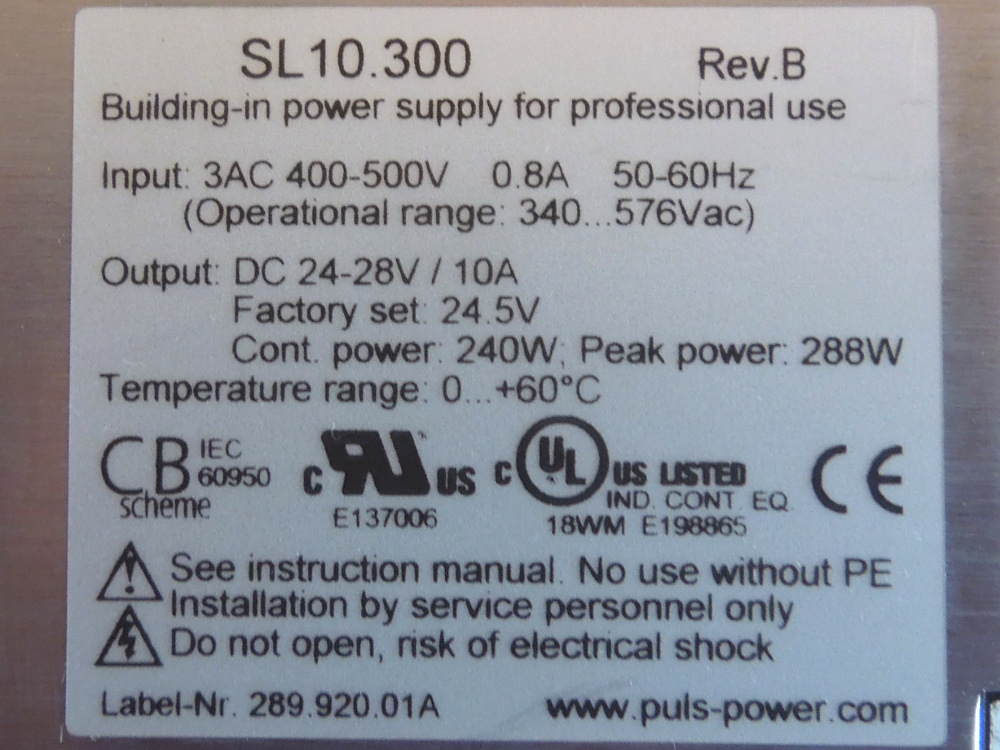 SL10.300 Rev.B
Building-in power supply for professional use
Input: 3AC 400-500V 0.8A 50-60Hz
(Operational range: 340...576Vac)
Output: DC 24-28V / 10A
Factory set: 24.5V
Cont. power: 240W; Peak power: 288W
Temperature range: 0...+60°C
CB scheme IEC 60950
c RU US E137006
c UL US LISTED
IND. CONT. EQ.
18WM E198865
CE
See instruction manual. No use without PE
Installation by service personnel only
Do not open, risk of electrical shock
Label-Nr. 289.920.01A www.puls-power.com